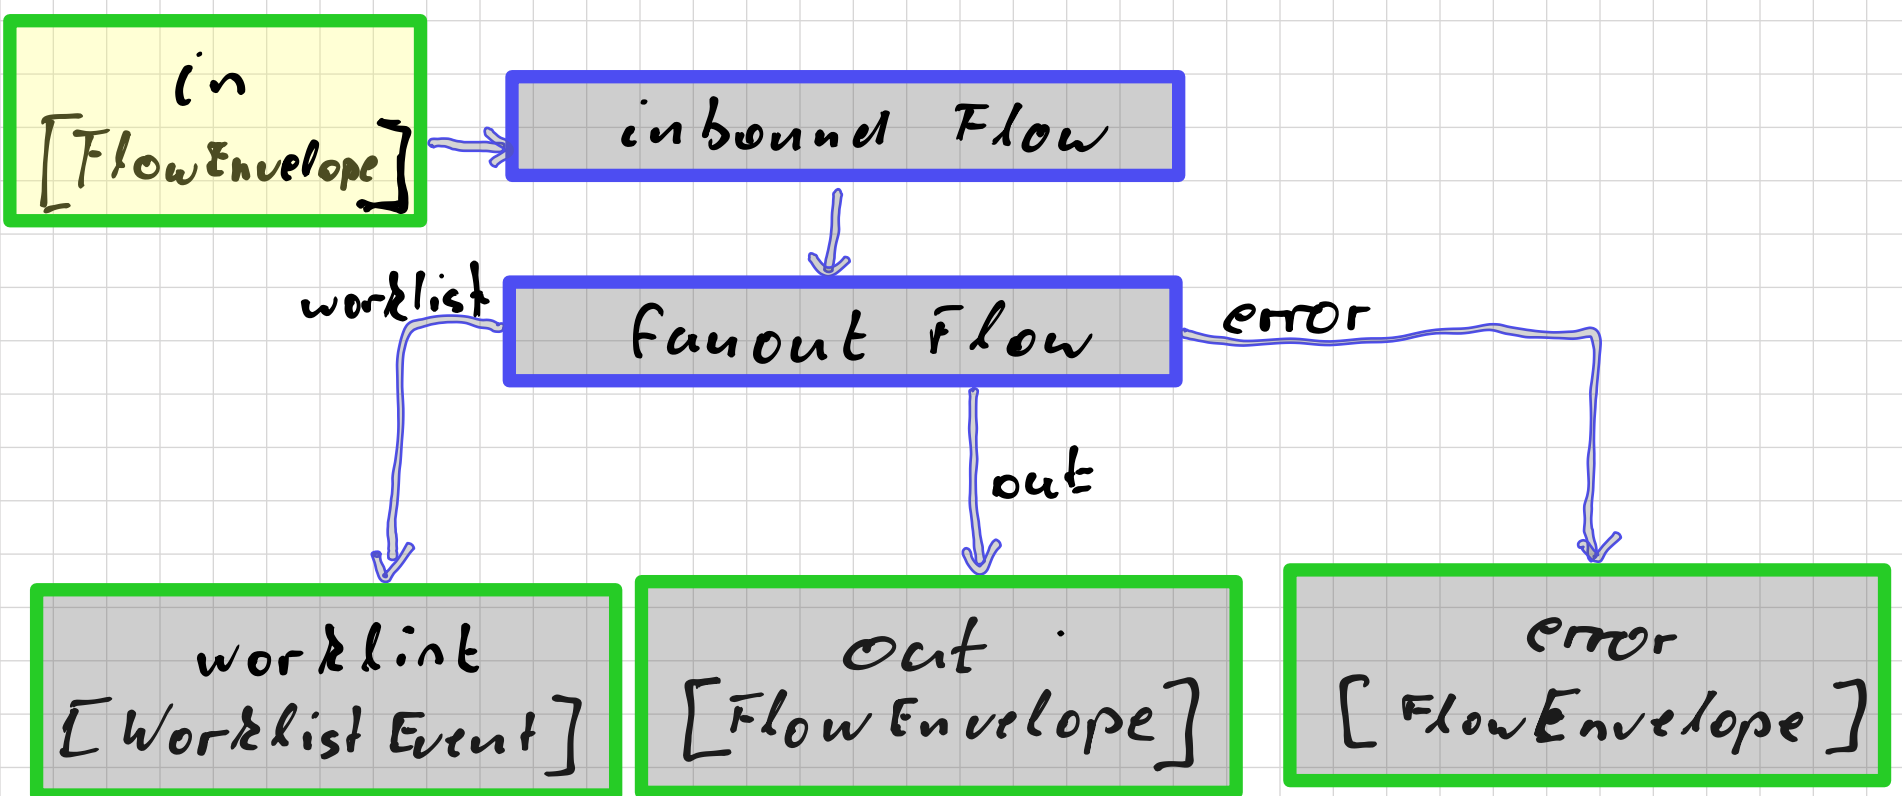 in
[FlowEnvelope]
inbound Flow
worklist
fanout Flow
error
out
worklist
[Worklist Event]
out
[FlowEnvelope]
error
[FlowEnvelope]